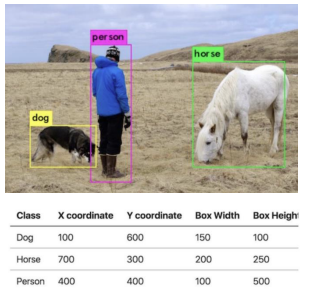 person
horse
dog
Class X coordinate Y coordinate Box Width Box Heigh
Dog 100 600 150 100
Horse 700 300 200 250
Person 400 400 100 500